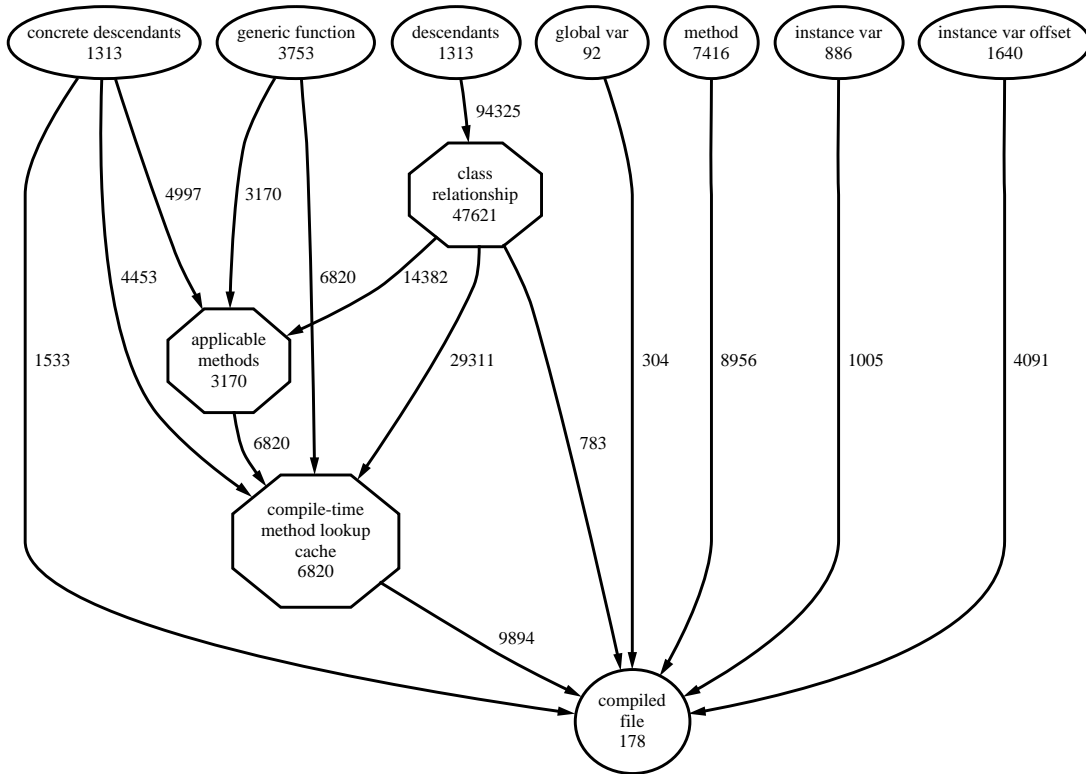 concrete descendants
1313
generic function
3753
descendants
1313
global var
92
method
7416
instance var
886
instance var offset
1640
94325
class
relationship
47621
4997
3170
4453
6820
14382
applicable
methods
3170
1533
29311
304
8956
1005
4091
6820
783
compile-time
method lookup
cache
6820
9894
compiled
file
178